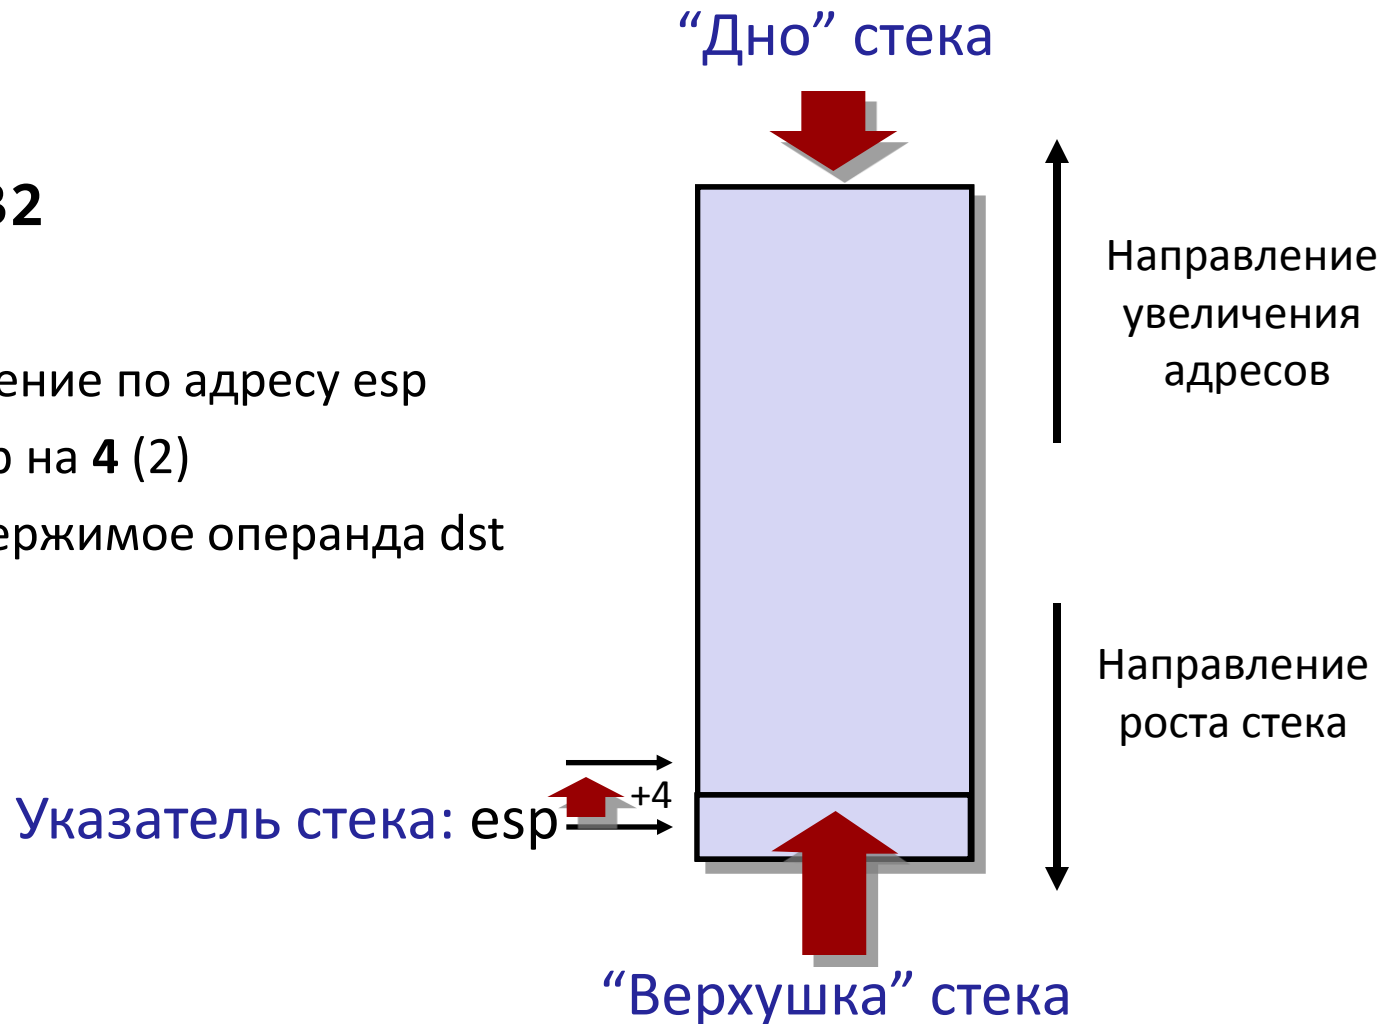 “Дно” стека
32
Направление
увеличения
адресов
ение по адресу esp
на 4 (2)
ержимое операнда dst
Направление
роста стека
+4
Указатель стека: esp
“Верхушка” стека